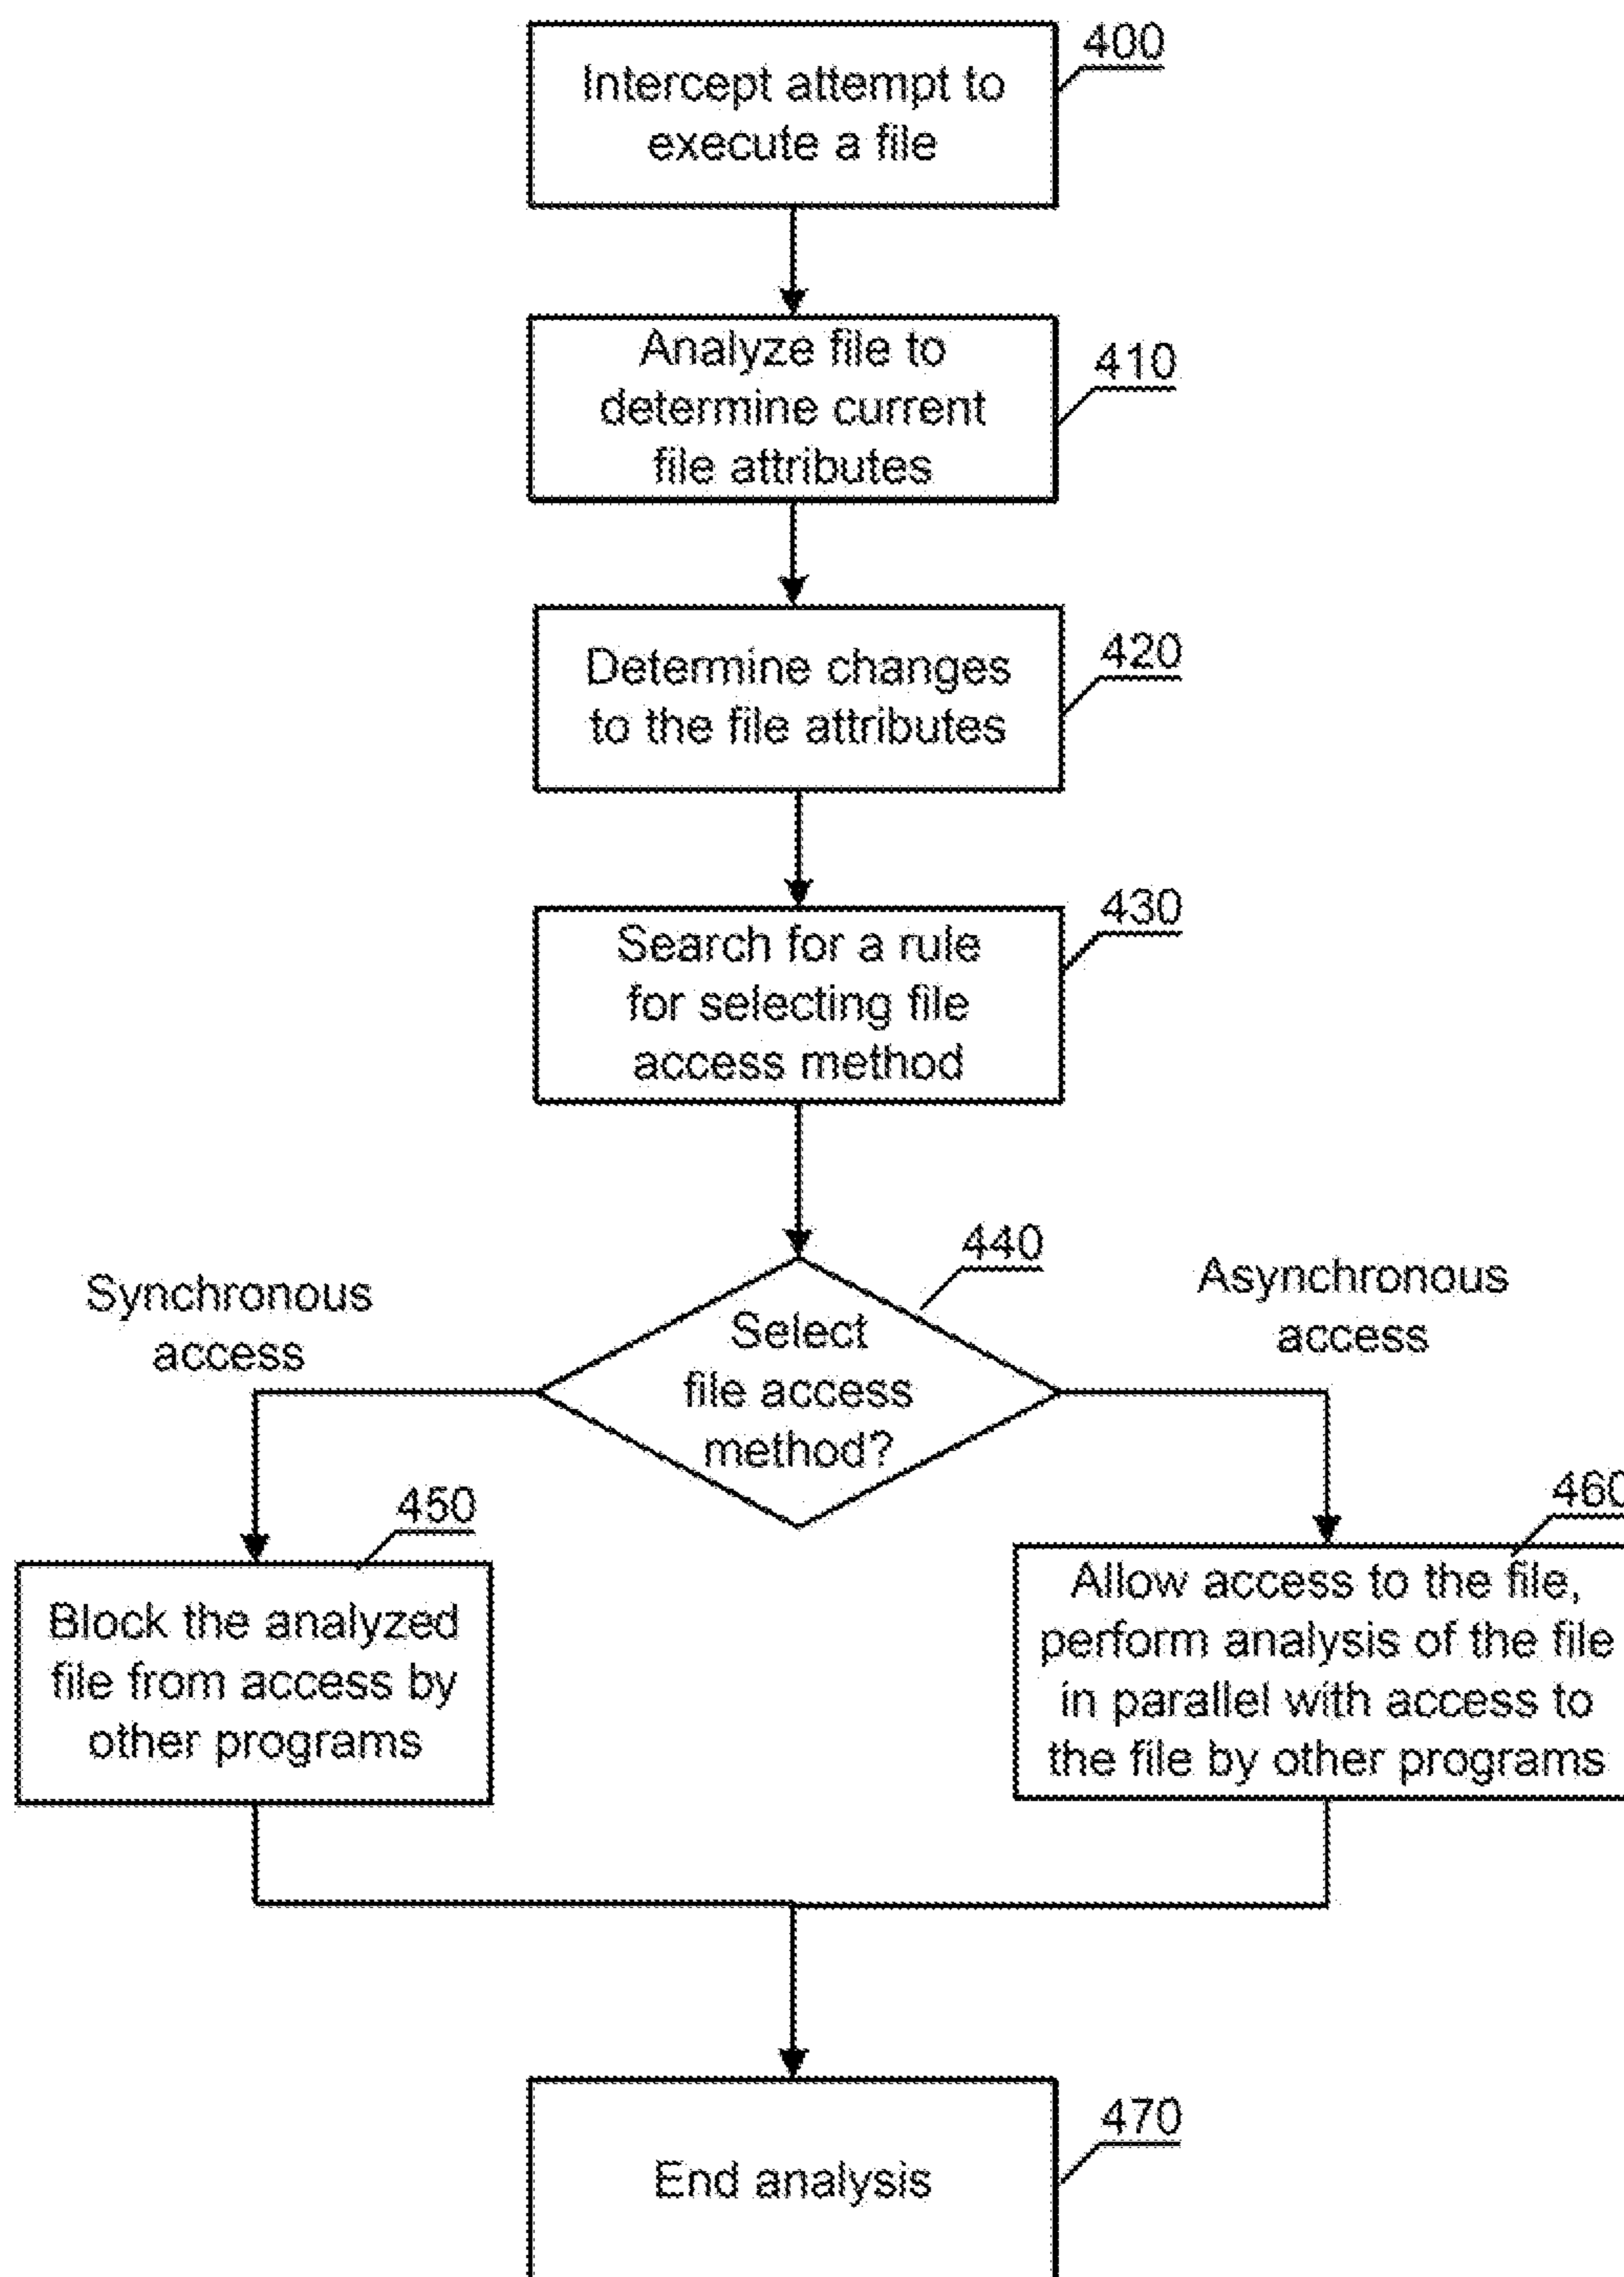 400
Intercept attempt to
execute a file
410
Analyze file to
determine current
file attributes
420
Determine changes
to the file attributes
430
Search for a rule
for selecting file
access method
440
Synchronous
access
Asynchronous
access
Select
file access
method?
450
460
Block the analyzed
file from access by
other programs
Allow access to the file,
perform analysis of the file
in parallel with access to
the file by other programs
470
End analysis